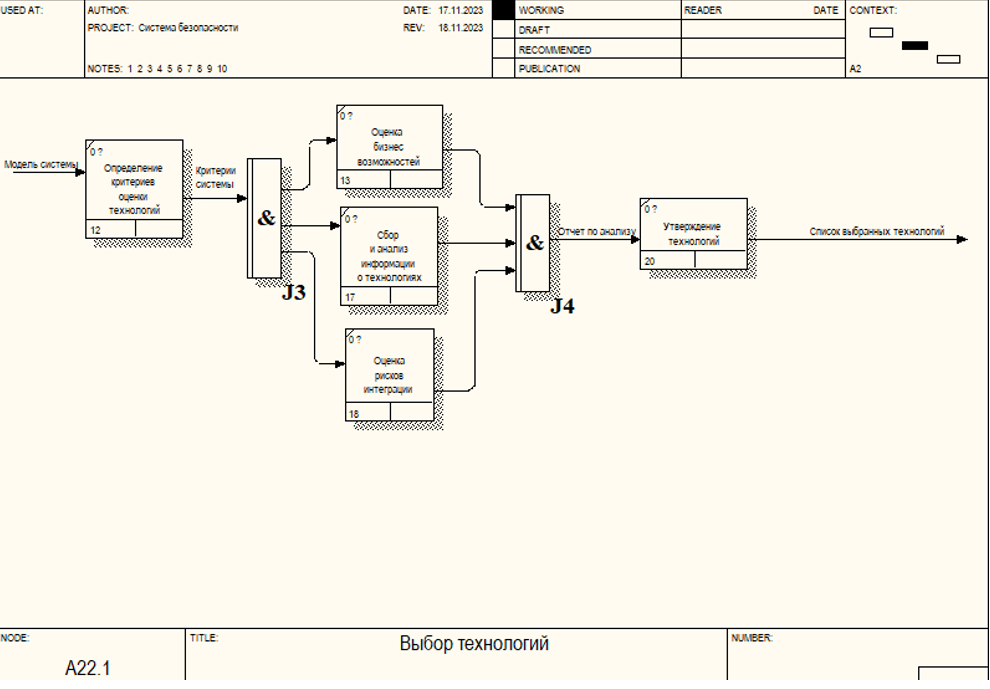 USED AT:
AUTHOR:
DATE: 17.11.2023
PROJECT: Система безопасности
REV: 18.11.2023
NOTES: 1 2 3 4 5 6 7 8 9 10
WORKING
DRAFT
RECOMMENDED
PUBLICATION
READER
DATE
CONTEXT:
A2
Модель системы
0 ?
Определение
критериев
оценки
технологий
12
Критерии
системы
&
J3
0 ?
Оценка
бизнес
возможностей
13
0 ?
Сбор
и анализ
информации
о технологиях
17
0 ?
Оценка
рисков
интеграции
18
&
J4
Отчет по анализу
0 ?
Утверждение
технологий
20
Список выбранных технологий
NODE:
A22.1
TITLE:
Выбор технологий
NUMBER: